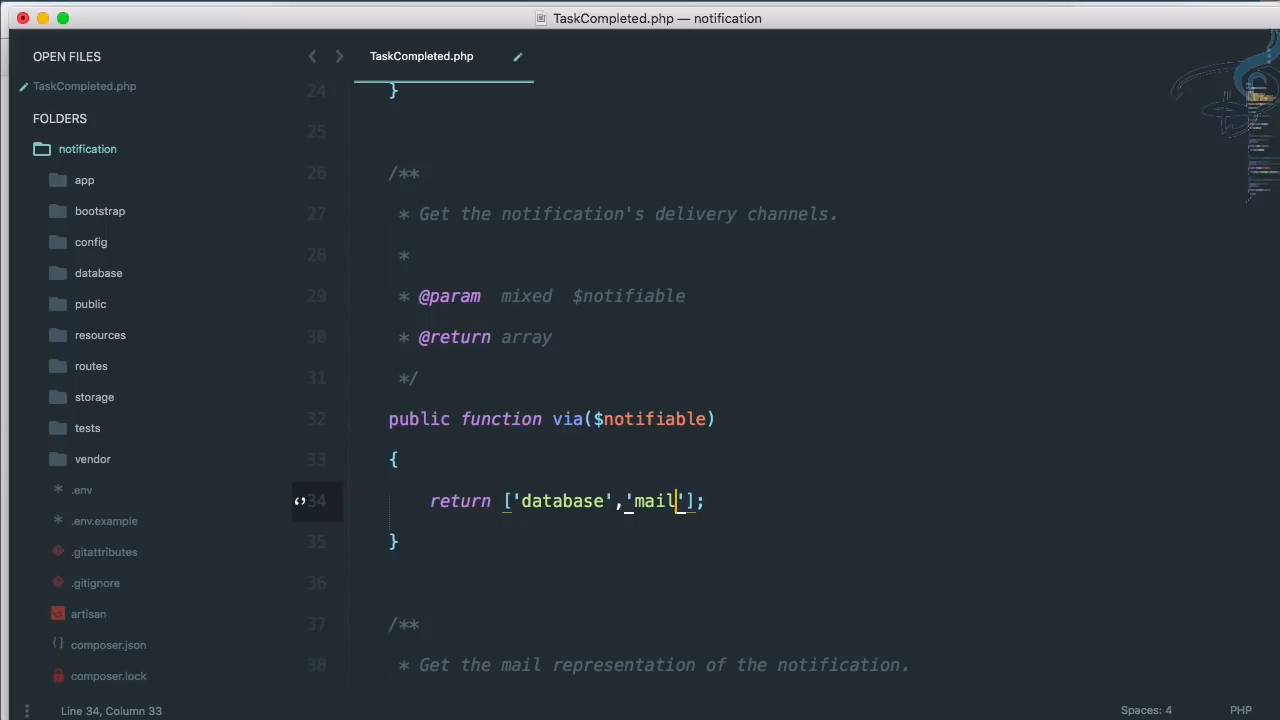 TaskCompleted.php — notification
OPEN FILES
TaskCompleted.php
FOLDERS
notification
app
bootstrap
config
database
public
resources
routes
storage
tests
vendor
.env
.env.example
.gitattributes
.gitignore
artisan
composer.json
composer.lock
TaskCompleted.php
24 }
25
26 /**
27 * Get the notification's delivery channels.
28 *
29 * @param mixed $notifiable
30 * @return array
31 */
32 public function via($notifiable)
33 {
34 return ['database','mail'];
35 }
36
37 /**
38 * Get the mail representation of the notification.
Line 34, Column 33
Spaces: 4
PHP